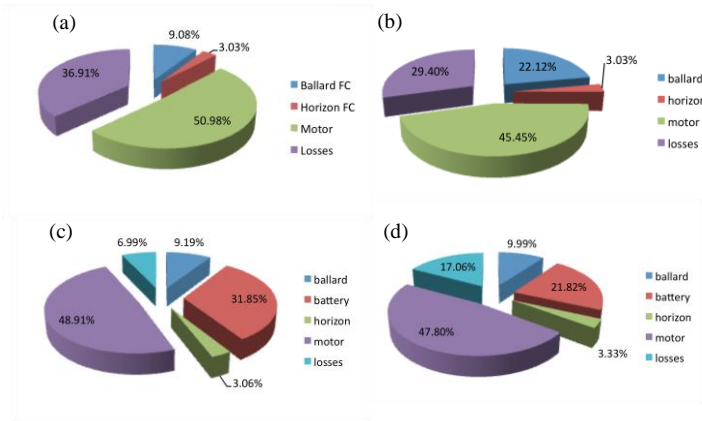 (a)
9.08%
3.03%
36.91%
50.98%
Ballard FC
Horizon FC
Motor
Losses
(b)
22.12%
3.03%
29.40%
45.45%
ballard
horizon
motor
losses
(c)
6.99%
9.19%
31.85%
48.91%
3.06%
ballard
battery
horizon
motor
losses
(d)
9.99%
17.06%
21.82%
47.80%
3.33%
ballard
battery
horizon
motor
losses